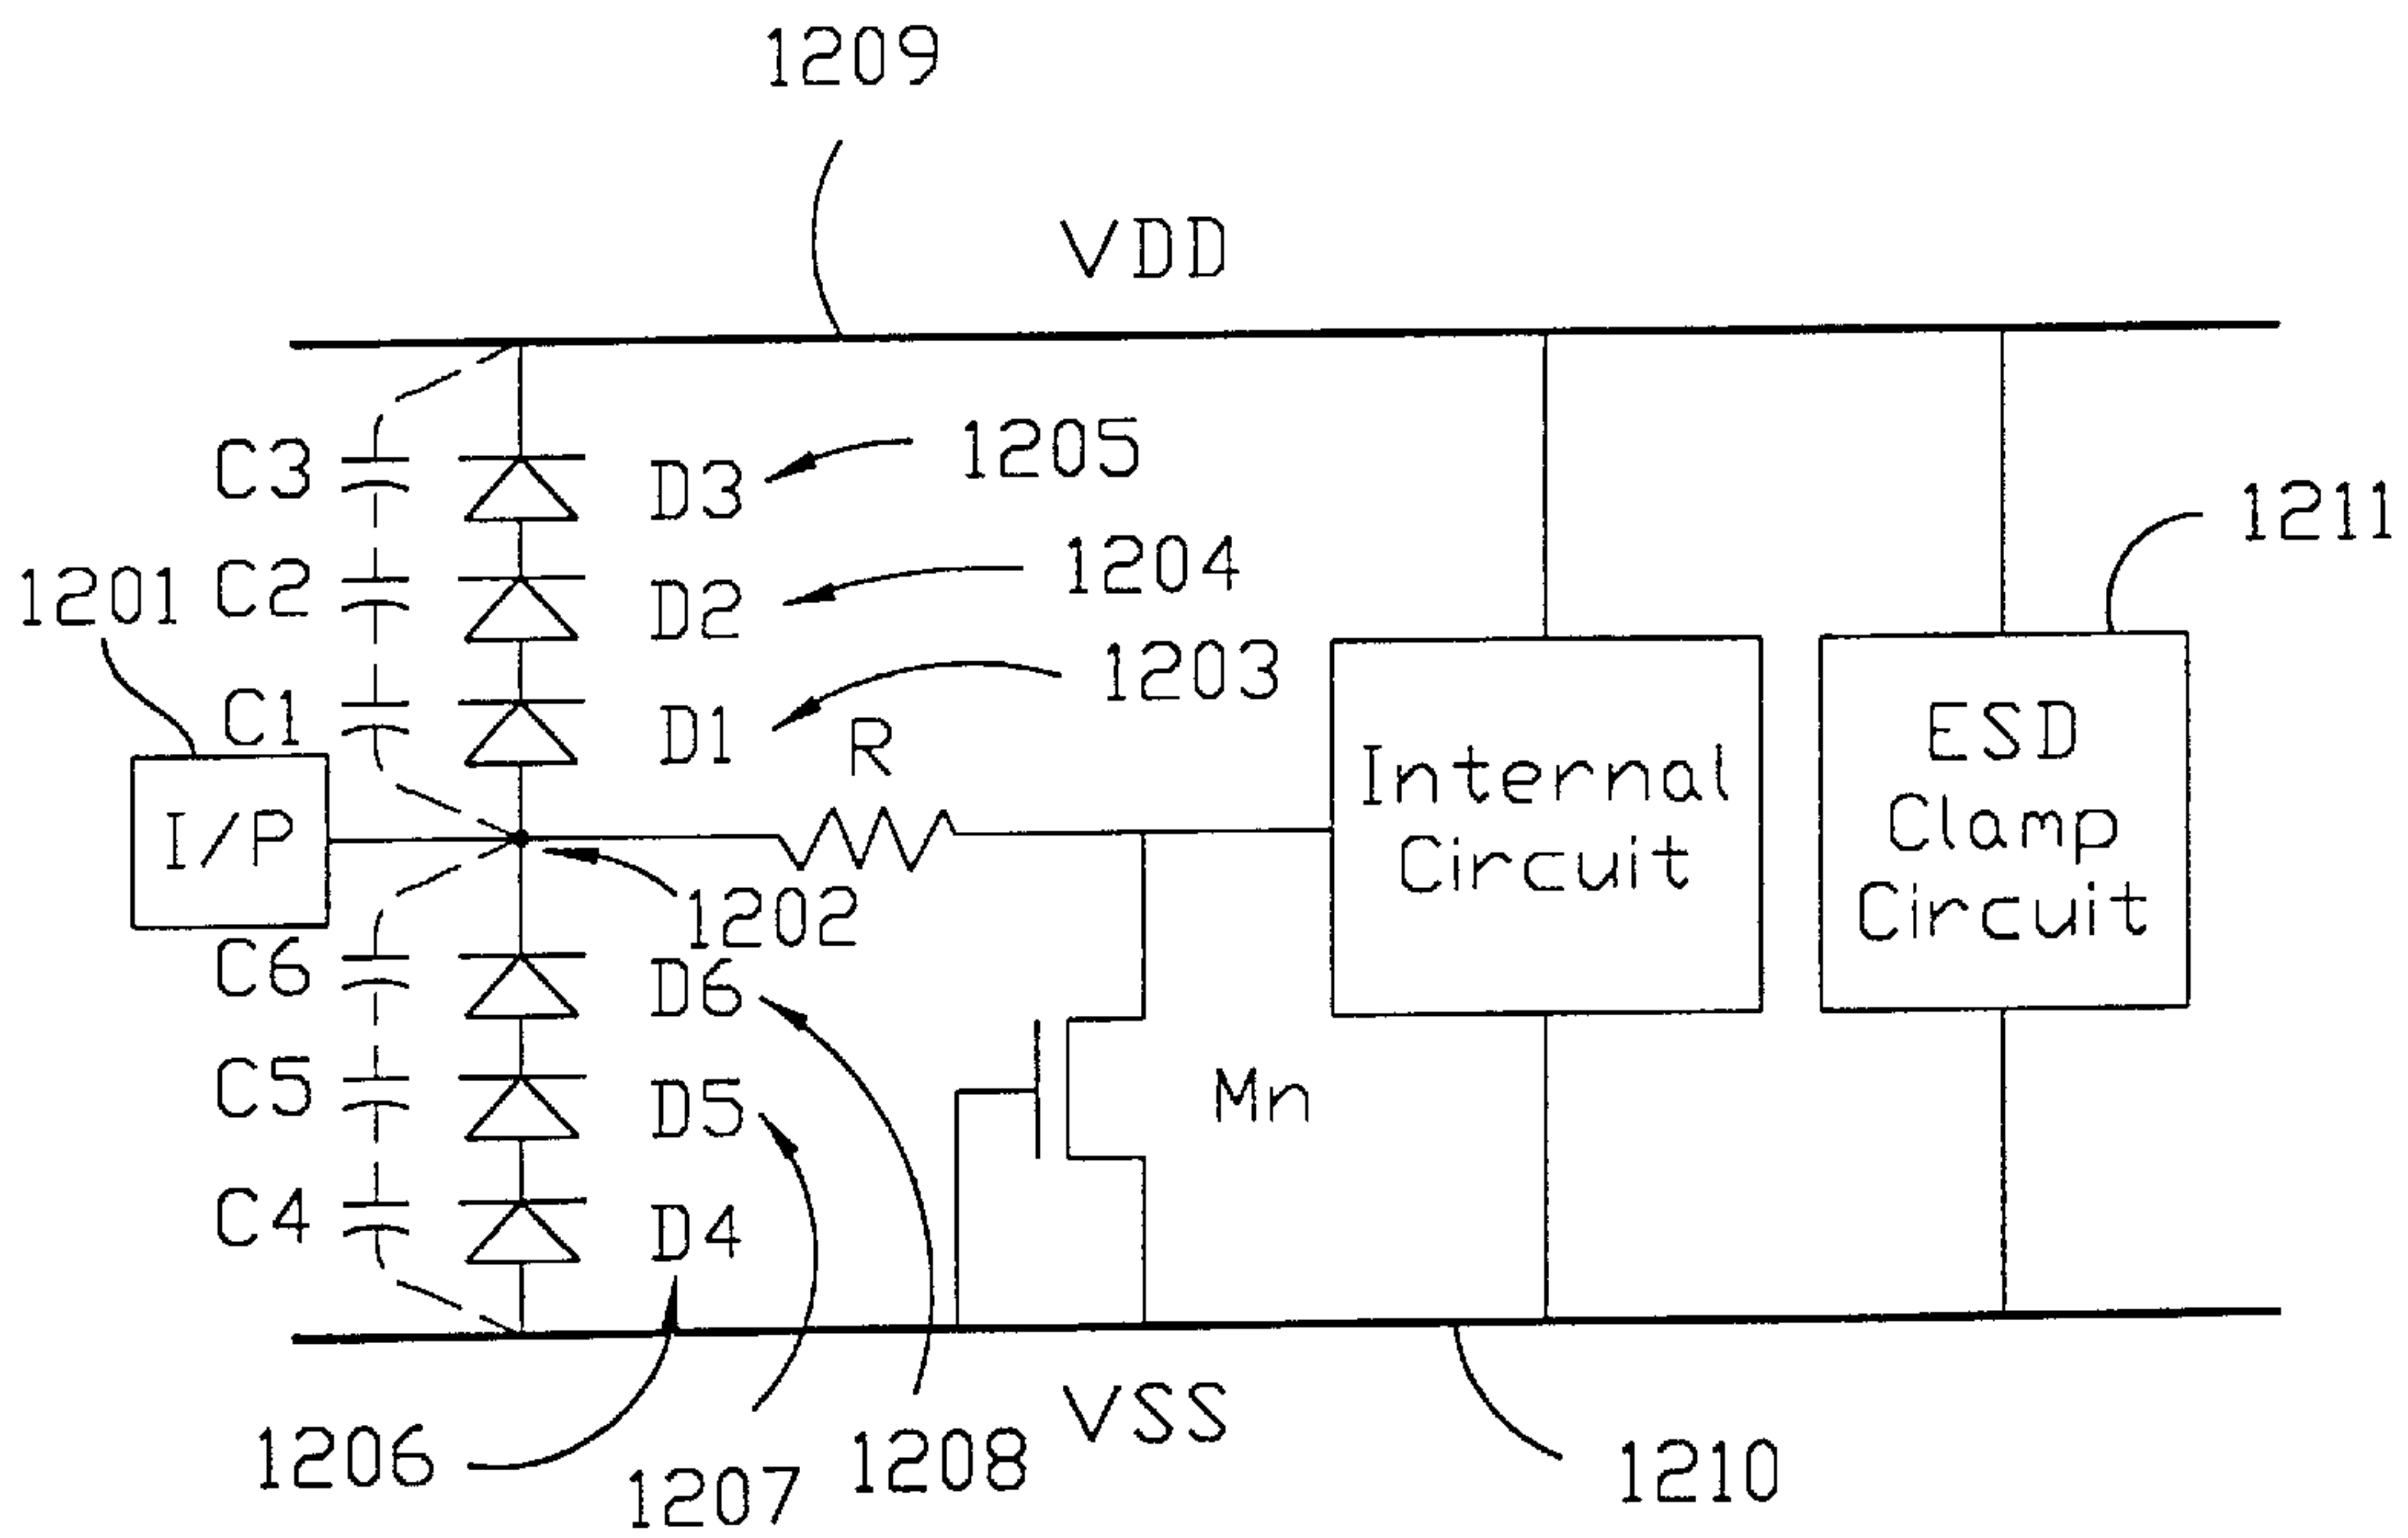 1209
VDD
C3
D3
1205
1211
1201
C2
D2
1204
C1
D1
1203
R
I/P
Internal
Circuit
ESD
Clamp
Circuit
1202
C6
D6
C5
D5
Mn
C4
D4
VSS
1206
1207
1208
1210